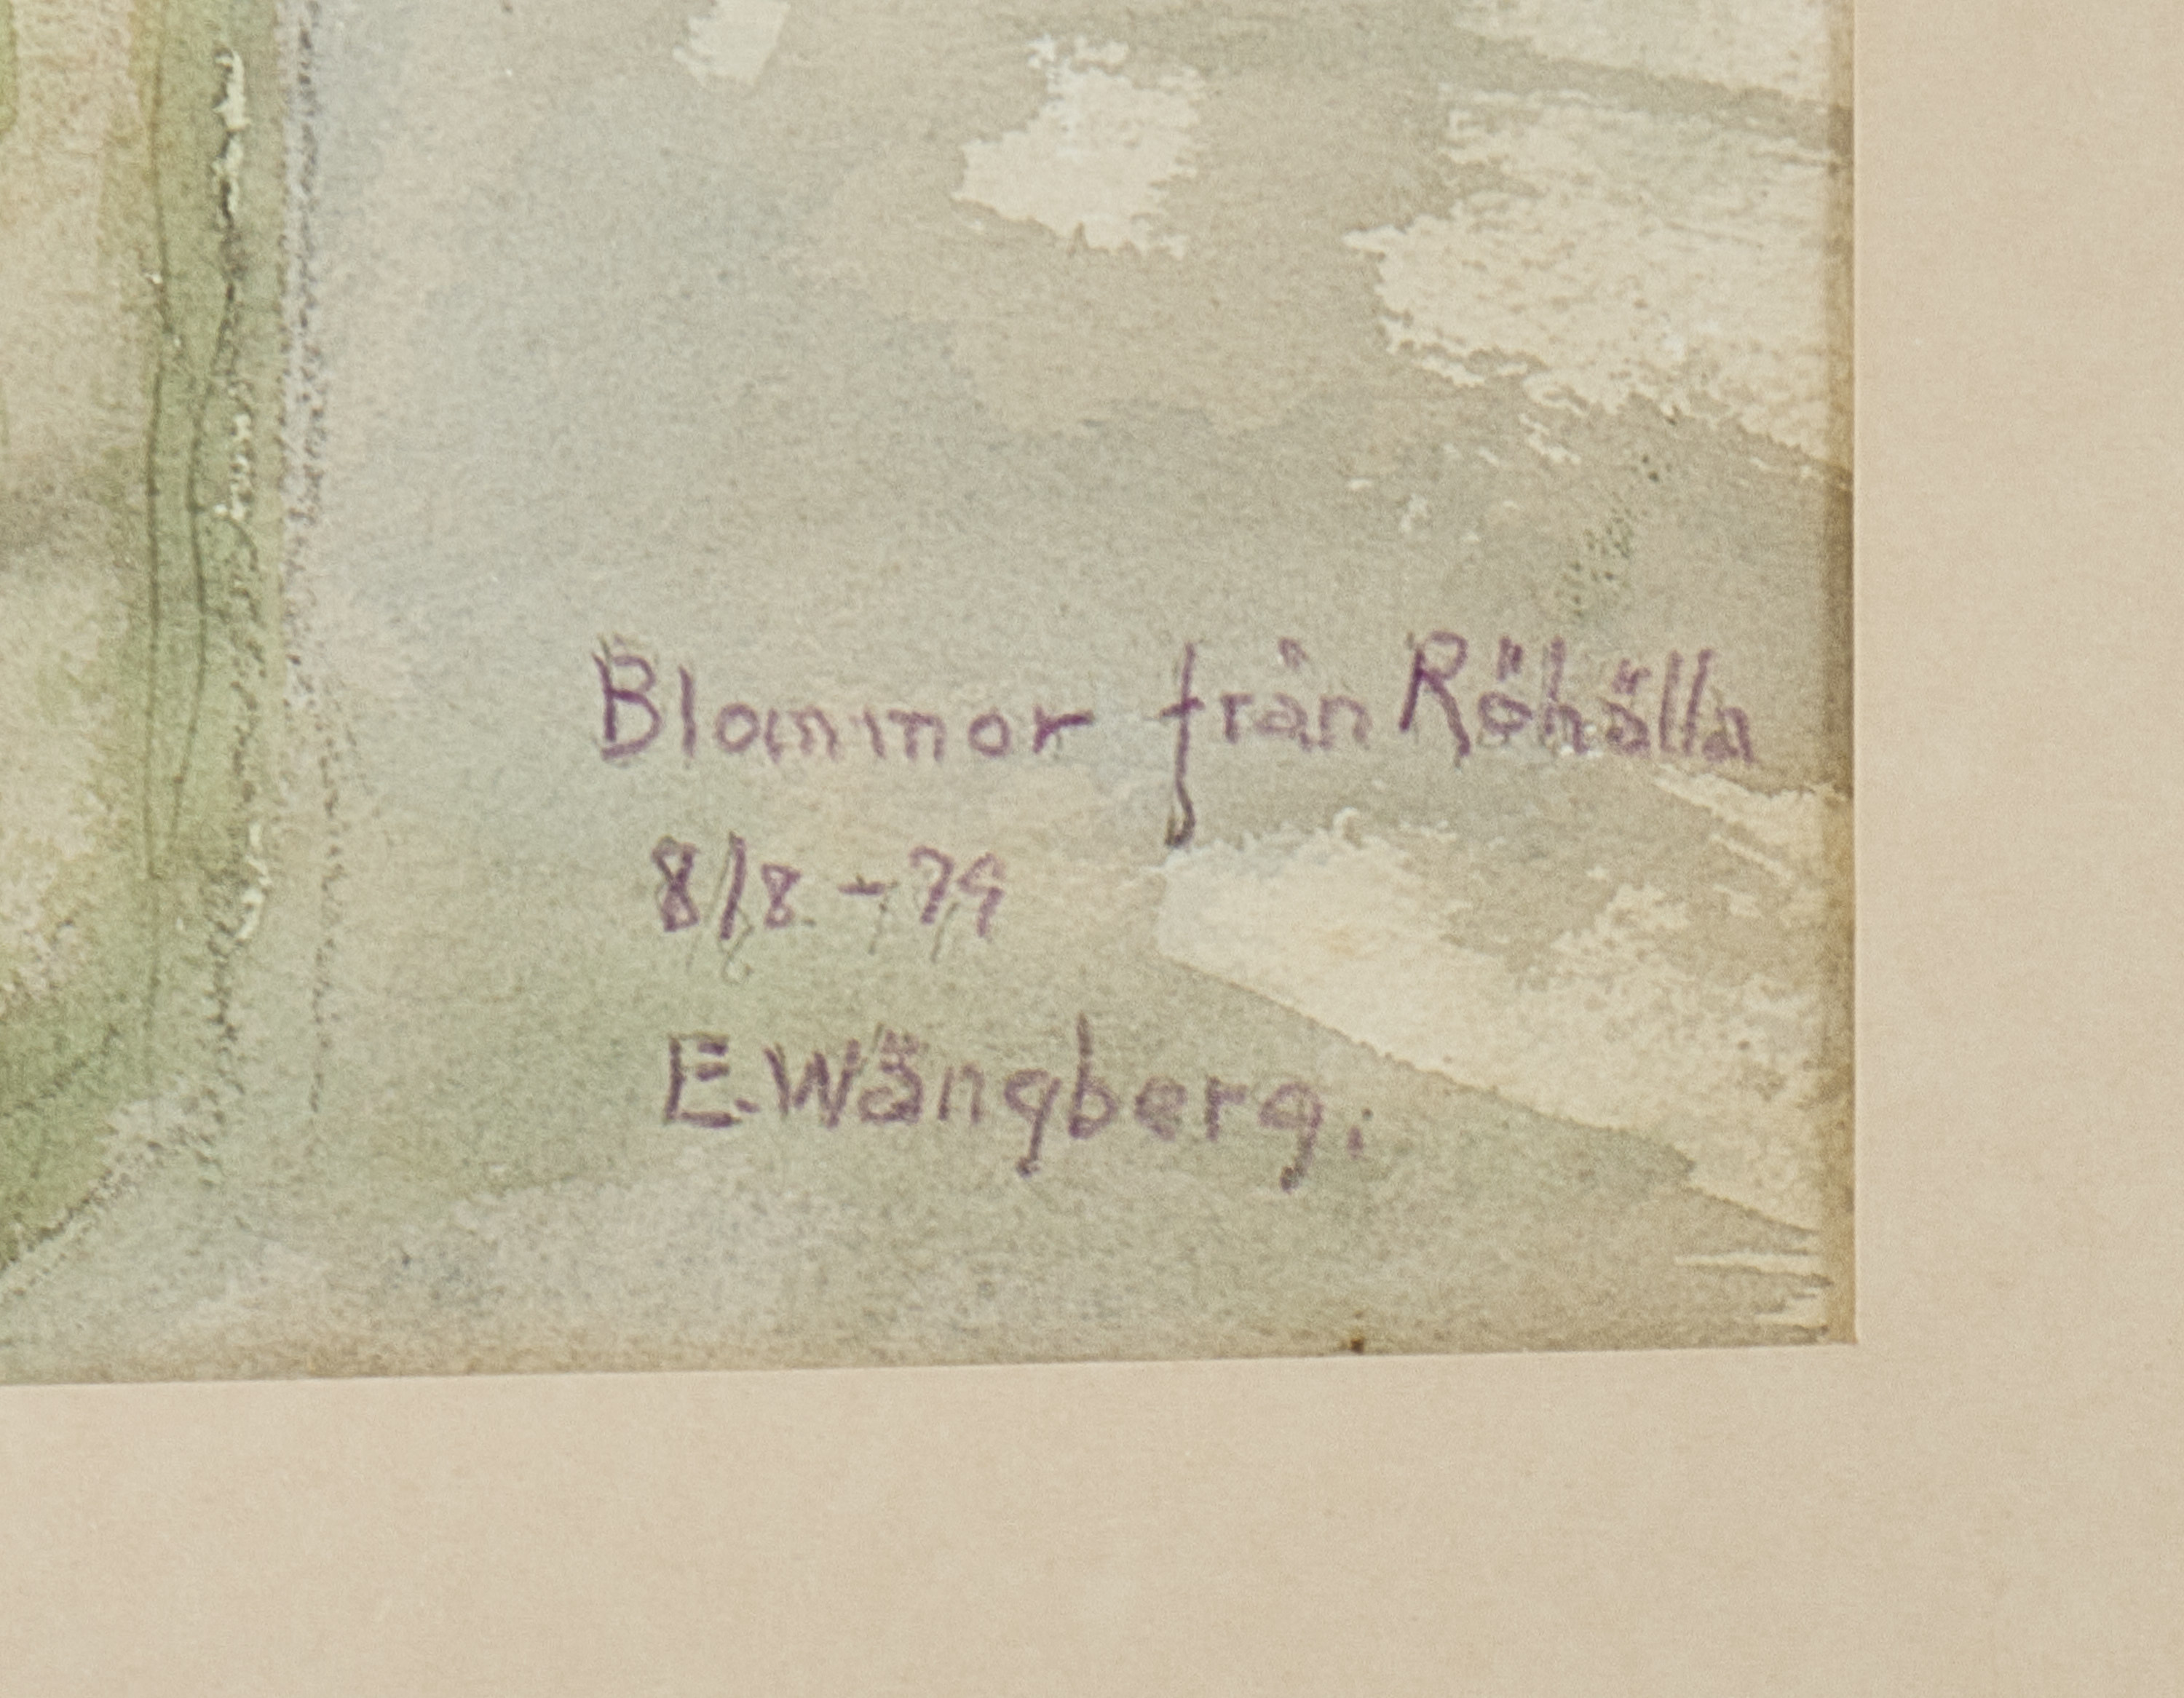 Blommor från Röhälla
8/8 - 79
E. Wängberg.